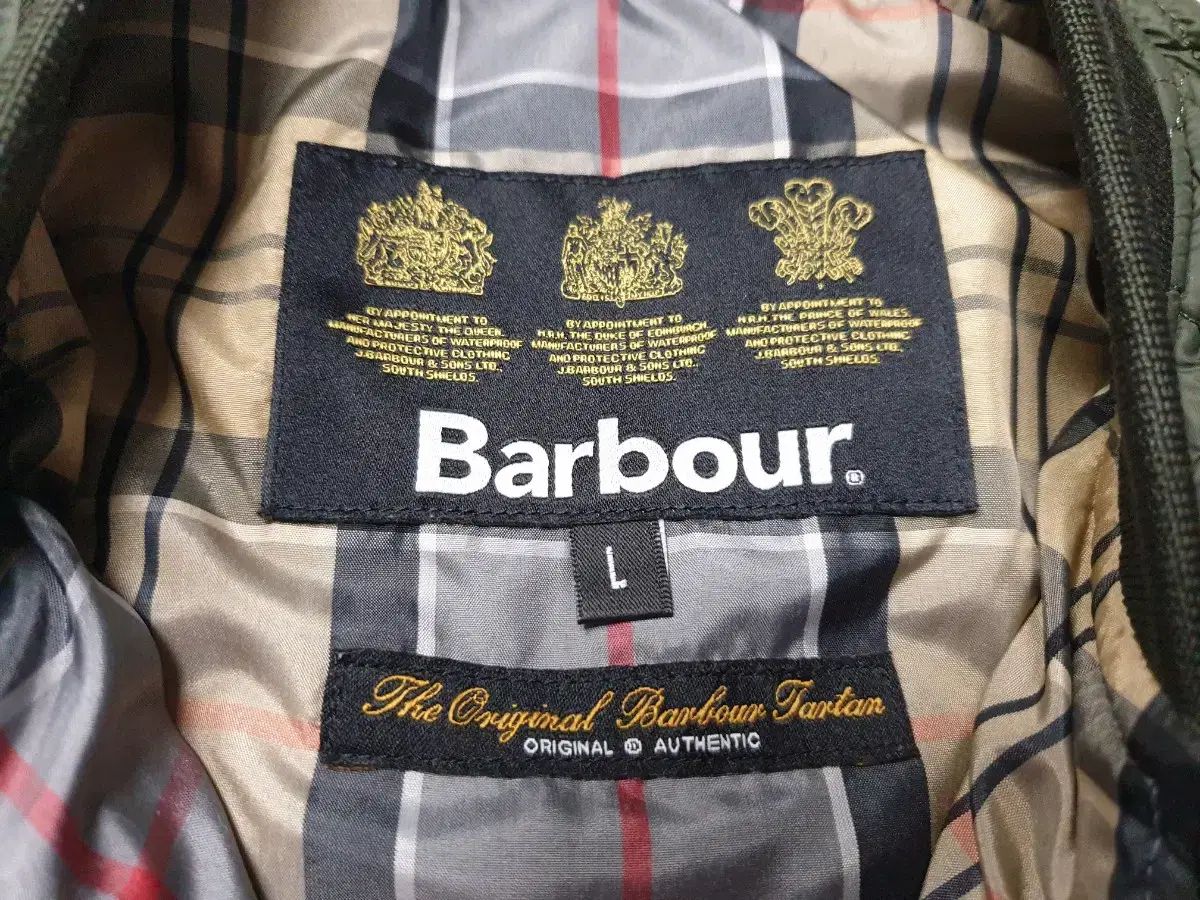 BY APPOINTMENT TO
HER MAJESTY THE QUEEN.
MANUFACTURERS OF WATERPROOF
AND PROTECTIVE CLOTHING
J.BARBOUR & SONS LTD.,
SOUTH SHIELDS.
BY APPOINTMENT TO
H.R.H. THE DUKE OF EDINBURGH.
MANUFACTURERS OF WATERPROOF
AND PROTECTIVE CLOTHING
J.BARBOUR & SONS LTD.,
SOUTH SHIELDS.
BY APPOINTMENT TO
H.R.H. THE PRINCE OF WALES.
MANUFACTURERS OF WATERPROOF
AND PROTECTIVE CLOTHING
J.BARBOUR & SONS LTD.,
SOUTH SHIELDS.
Barbour®
L
The Original Barbour Tartan
ORIGINAL ® AUTHENTIC